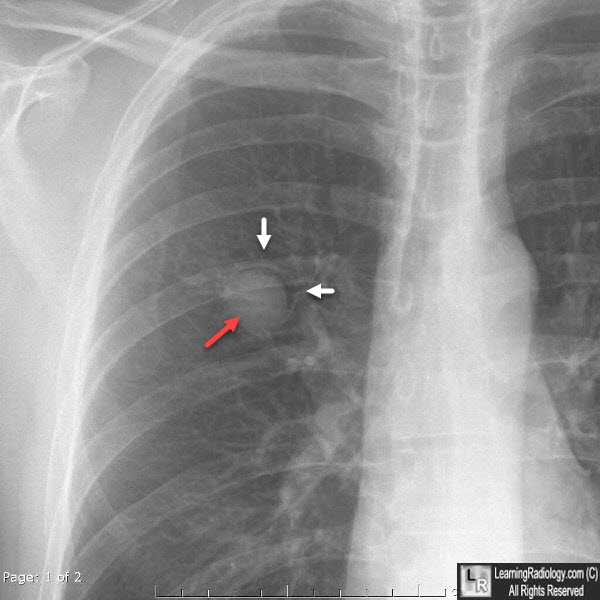 Page: 1 of 2
LR LearningRadiology.com (C)
All Rights Reserved